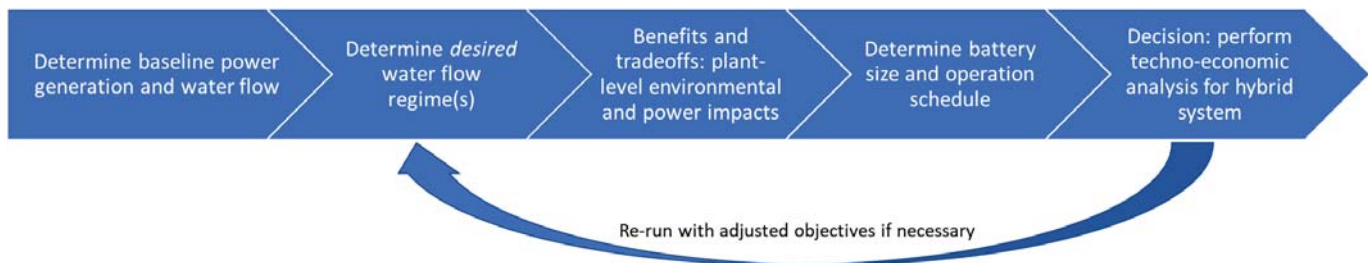 Determine baseline power
generation and water flow
Determine desired
water flow
regime(s)
Benefits and
tradeoffs: plant-
level environmental
and power impacts
Determine battery
size and operation
schedule
Decision: perform
techno-economic
analysis for hybrid
system
Re-run with adjusted objectives if necessary